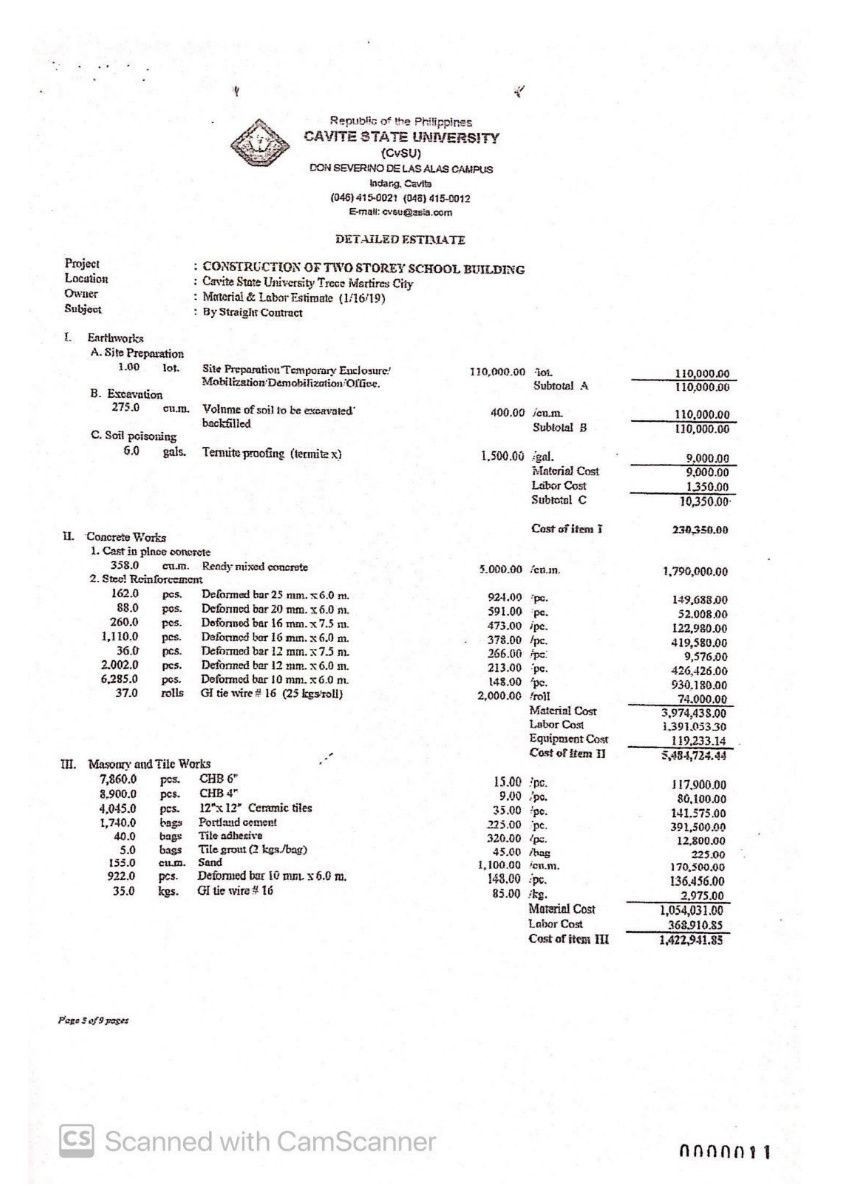 Republic of the Philippines
CAVITE STATE UNIVERSITY
(CvSU)
DON SEVERINO DE LAS ALAS CAMPUS
Indang, Cavite
(046) 415-0021 (046) 415-0012
E-mail: cvsu@asia.com
DETAILED ESTIMATE
Project : CONSTRUCTION OF TWO STOREY SCHOOL BUILDING
Location : Cavite State University Trece Martires City
Owner : Material & Labor Estimate (1/16/19)
Subject : By Straight Contract
I. Earthworks
A. Site Preparation
1.00 lot. Site Preparation/Temporary Enclosure/ 110,000.00 /lot. 110,000.00
Mobilization/Demobilization/Office. Subtotal A 110,000.00
B. Excavation
275.0 cu.m. Volume of soil to be excavated/ 400.00 /cu.m. 110,000.00
backfilled Subtotal B 110,000.00
C. Soil poisoning
6.0 gals. Termite proofing (termite x) 1,500.00 /gal. 9,000.00
Material Cost 9,000.00
Labor Cost 1,350.00
Subtotal C 10,350.00
Cost of item I 230,350.00
II. Concrete Works
1. Cast in place concrete
358.0 cu.m. Ready mixed concrete 5,000.00 /cu.m. 1,790,000.00
2. Steel Reinforcement
162.0 pcs. Deformed bar 25 mm. x 6.0 m. 924.00 /pc. 149,688.00
88.0 pcs. Deformed bar 20 mm. x 6.0 m. 591.00 /pc. 52,008.00
260.0 pcs. Deformed bar 16 mm. x 7.5 m. 473.00 /pc. 122,980.00
1,110.0 pcs. Deformed bar 16 mm. x 6.0 m. 378.00 /pc. 419,580.00
36.0 pcs. Deformed bar 12 mm. x 7.5 m. 266.00 /pc. 9,576.00
2,002.0 pcs. Deformed bar 12 mm. x 6.0 m. 213.00 /pc. 426,426.00
6,285.0 pcs. Deformed bar 10 mm. x 6.0 m. 148.00 /pc. 930,180.00
37.0 rolls GI tie wire # 16 (25 kgs/roll) 2,000.00 /roll 74,000.00
Material Cost 3,974,438.00
Labor Cost 1,391,053.30
Equipment Cost 119,233.14
Cost of item II 5,484,724.44
III. Masonry and Tile Works
7,860.0 pcs. CHB 6" 15.00 /pc. 117,900.00
8,900.0 pcs. CHB 4" 9.00 /pc. 80,100.00
4,045.0 pcs. 12"x 12" Ceramic tiles 35.00 /pc. 141,575.00
1,740.0 bags Portland cement 225.00 /pc. 391,500.00
40.0 bags Tile adhesive 320.00 /pc. 12,800.00
5.0 bags Tile grout (2 kgs./bag) 45.00 /bag 225.00
155.0 cu.m. Sand 1,100.00 /cu.m. 170,500.00
922.0 pcs. Deformed bar 10 mm. x 6.0 m. 148.00 /pc. 136,456.00
35.0 kgs. GI tie wire # 16 85.00 /kg. 2,975.00
Material Cost 1,054,031.00
Labor Cost 368,910.85
Cost of item III 1,422,941.85
Page 3 of 9 pages
CS Scanned with CamScanner
0000011